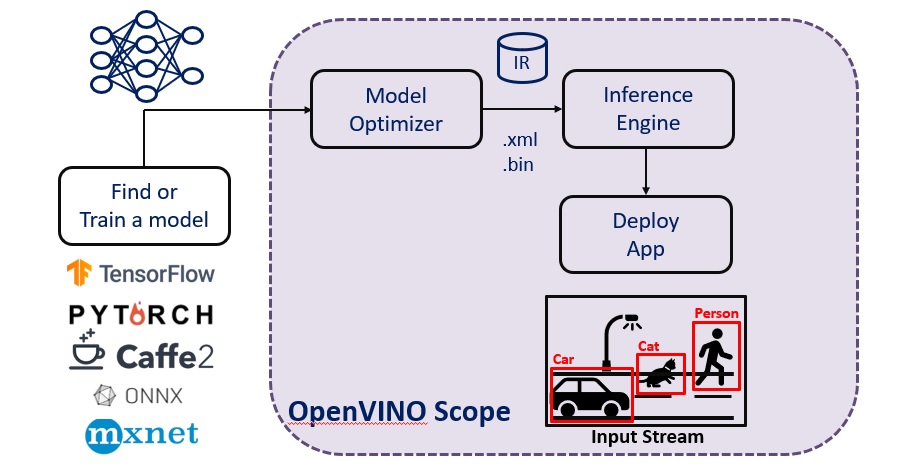 IR
Model
Optimizer
Inference
Engine
.xml
.bin
Find or
Train a model
Deploy
App
TensorFlow
PYTORCH
Caffe2
ONNX
mxnet
Person
Cat
Car
OpenVINO Scope
Input Stream